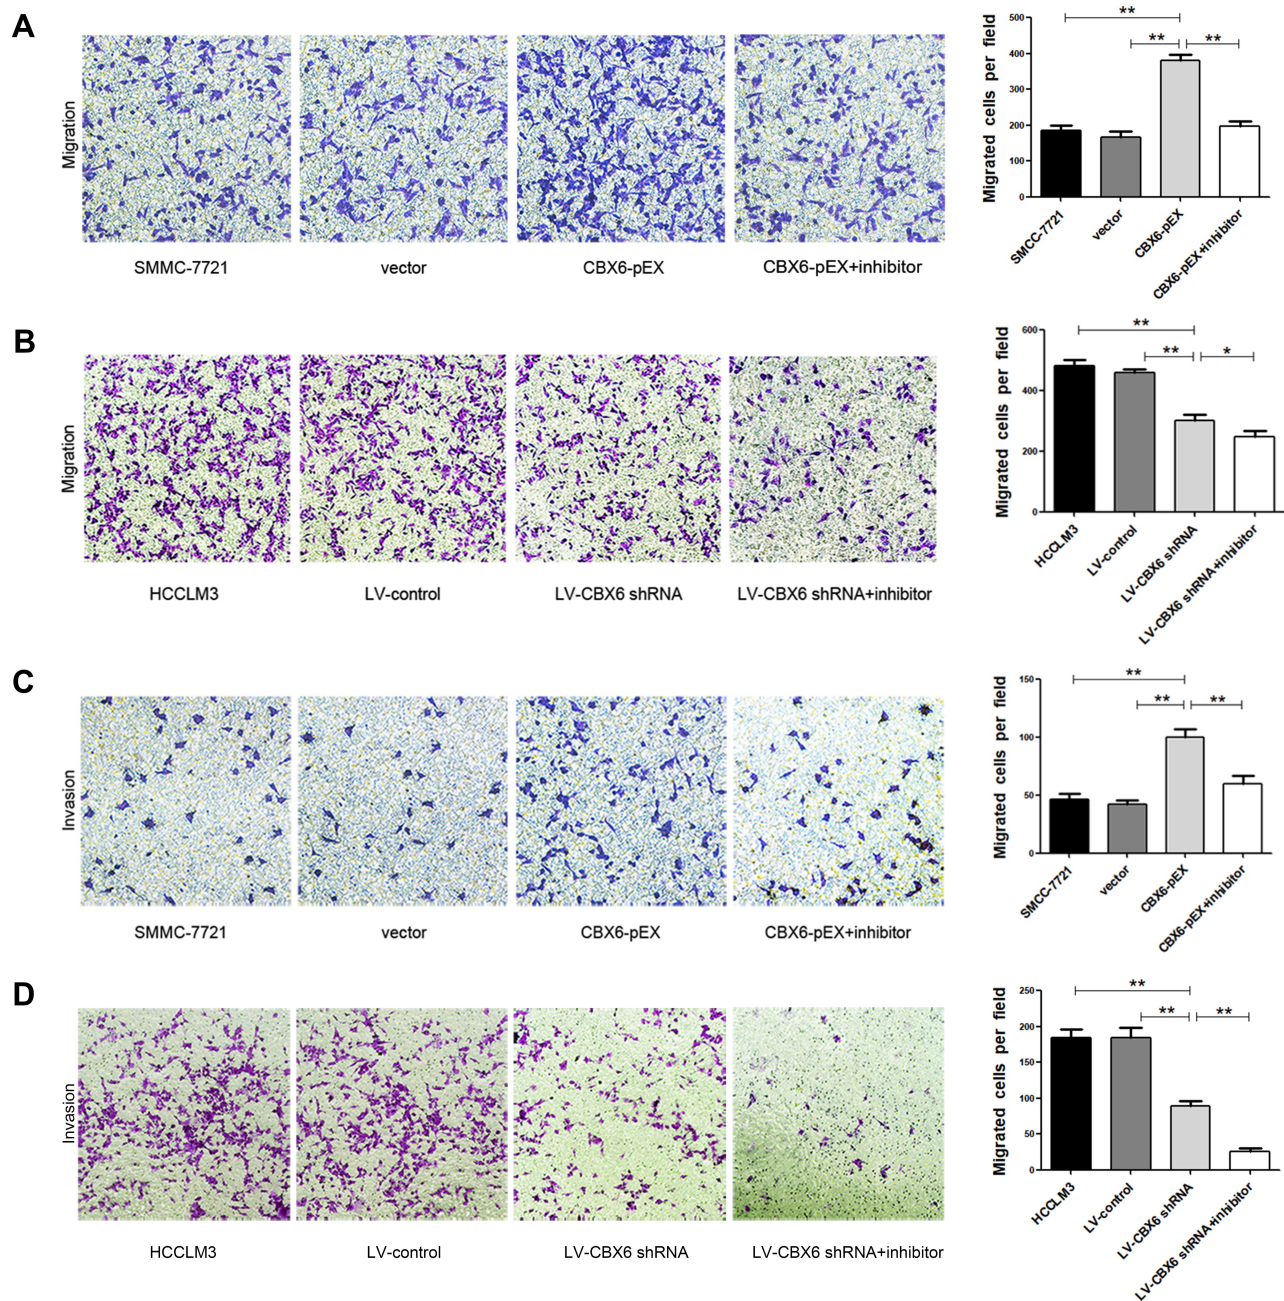 A
Migration
SMMC-7721
vector
CBX6-pEX
CBX6-pEX+inhibitor
Migrated cells per field
500
400
300
200
100
0
**
**
**
SMCC-7721
vector
CBX6-pEX
CBX6-pEX+inhibitor
B
Migration
HCCLM3
LV-control
LV-CBX6 shRNA
LV-CBX6 shRNA+inhibitor
Migrated cells per field
600
400
200
0
**
**
*
HCCLM3
LV-control
LV-CBX6 shRNA
LV-CBX6 shRNA+inhibitor
C
Invasion
SMMC-7721
vector
CBX6-pEX
CBX6-pEX+inhibitor
Migrated cells per field
150
100
50
0
**
**
**
SMCC-7721
vector
CBX6-pEX
CBX6-pEX+inhibitor
D
Invasion
HCCLM3
LV-control
LV-CBX6 shRNA
LV-CBX6 shRNA+inhibitor
Migrated cells per field
250
200
150
100
50
0
**
**
**
HCCLM3
LV-control
LV-CBX6 shRNA
LV-CBX6 shRNA+inhibitor